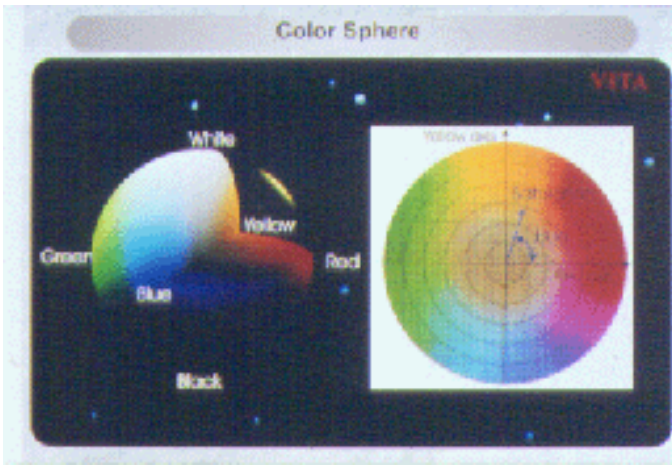 Color Sphere
VITA
White
Yellow
Green
Red
Blue
Black
Yellow axis